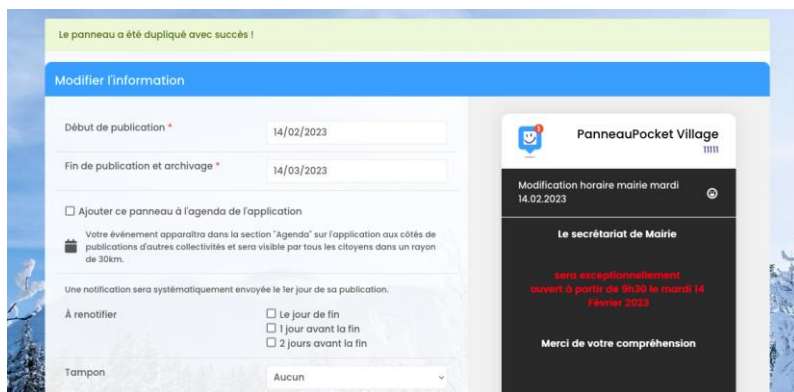 Le panneau a été dupliqué avec succès !
Modifier l'information
Début de publication *
14/02/2023
Fin de publication et archivage *
14/03/2023
Ajouter ce panneau à l'agenda de l'application
Votre événement apparaîtra dans la section "Agenda" sur l'application aux côtés de
publications d'autres collectivités et sera visible par tous les citoyens dans un rayon
de 30km.
Une notification sera systématiquement envoyée le 1er jour de sa publication.
À renotifier
Le jour de fin
1 jour avant la fin
2 jours avant la fin
Tampon
Aucun
PanneauPocket Village
11111
Modification horaire mairie mardi
14.02.2023
Le secrétariat de Mairie
sera exceptionnellement
ouvert à partir de 9h30 le mardi 14
Février 2023
Merci de votre compréhension